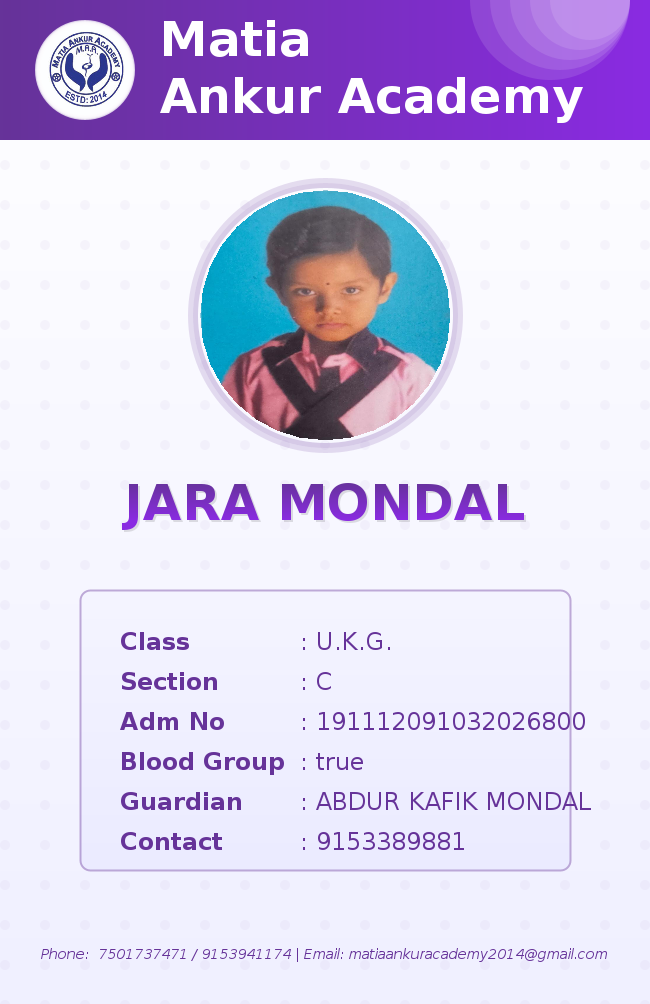 MATIA ANKUR ACADEMY
M.A.A.
ESTD: 2014
Matia
Ankur Academy
JARA MONDAL
Class : U.K.G.
Section : C
Adm No : 191112091032026800
Blood Group : true
Guardian : ABDUR KAFIK MONDAL
Contact : 9153389881
Phone: 7501737471 / 9153941174 | Email: matiaankuracademy2014@gmail.com